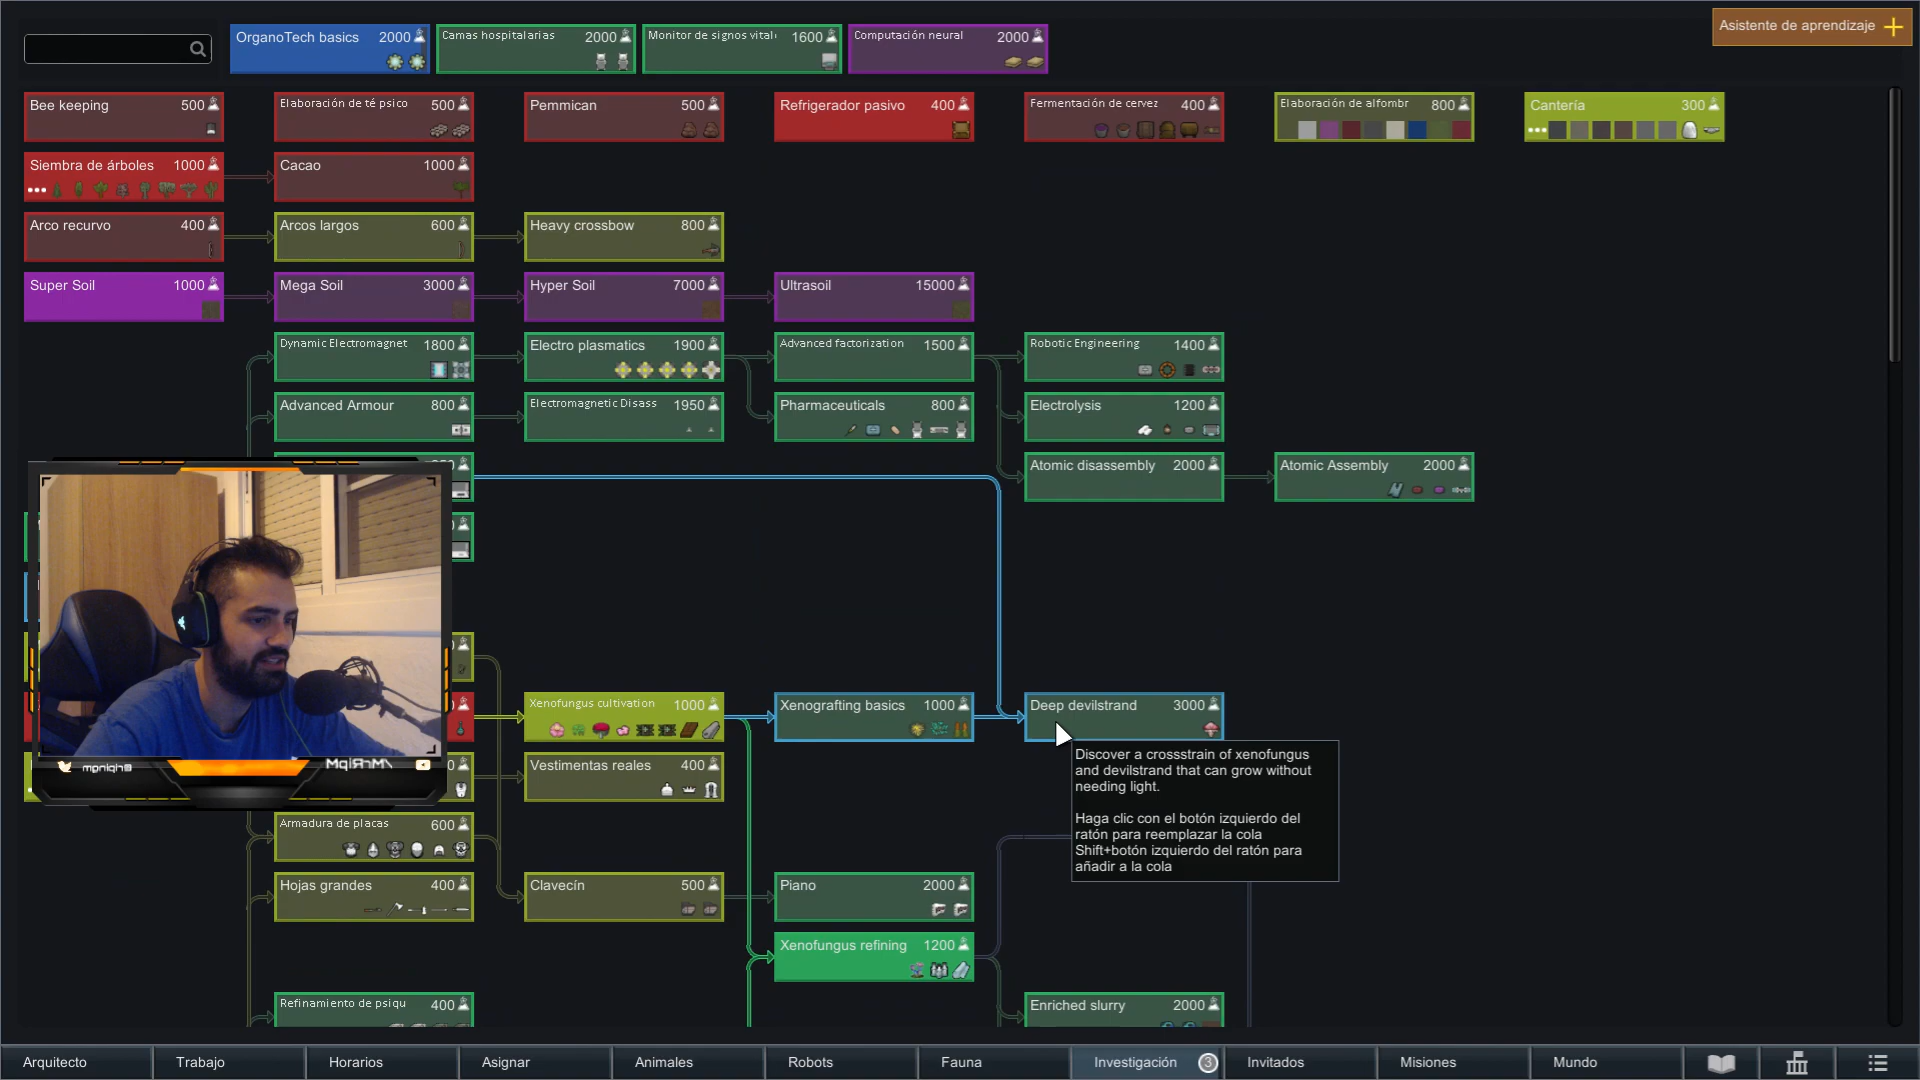 OrganoTech basics 2000
Camas hospitalarias 2000
Monitor de signos vital 1600
Computación neural 2000
Asistente de aprendizaje
Bee keeping 500
Elaboración de té psico 500
Pemmican 500
Refrigerador pasivo 400
Fermentación de cervez 400
Elaboración de alfombr 800
Cantería 300
Siembra de árboles 1000
Cacao 1000
Arco recurvo 400
Arcos largos 600
Heavy crossbow 800
Super Soil 1000
Mega Soil 3000
Hyper Soil 7000
Ultrasoil 15000
Dynamic Electromagnet 1800
Electro plasmatics 1900
Advanced factorization 1500
Robotic Engineering 1400
Advanced Armour 800
Electromagnetic Disass 1950
Pharmaceuticals 800
Electrolysis 1200
Atomic disassembly 2000
Atomic Assembly 2000
Xenofungus cultivation 1000
Xenografting basics 1000
Deep devilstrand 3000
Discover a crossstrain of xenofungus
and devilstrand that can grow without
needing light.
Haga clic con el botón izquierdo del
ratón para reemplazar la cola
Shift+botón izquierdo del ratón para
añadir a la cola
Vestimentas reales 400
Armadura de placas 600
Hojas grandes 400
Clavecín 500
Piano 2000
Xenofungus refining 1200
Refinamiento de psiqu 400
Enriched slurry 2000
Arquitecto
Trabajo
Horarios
Asignar
Animales
Robots
Fauna
Investigación 3
Invitados
Misiones
Mundo